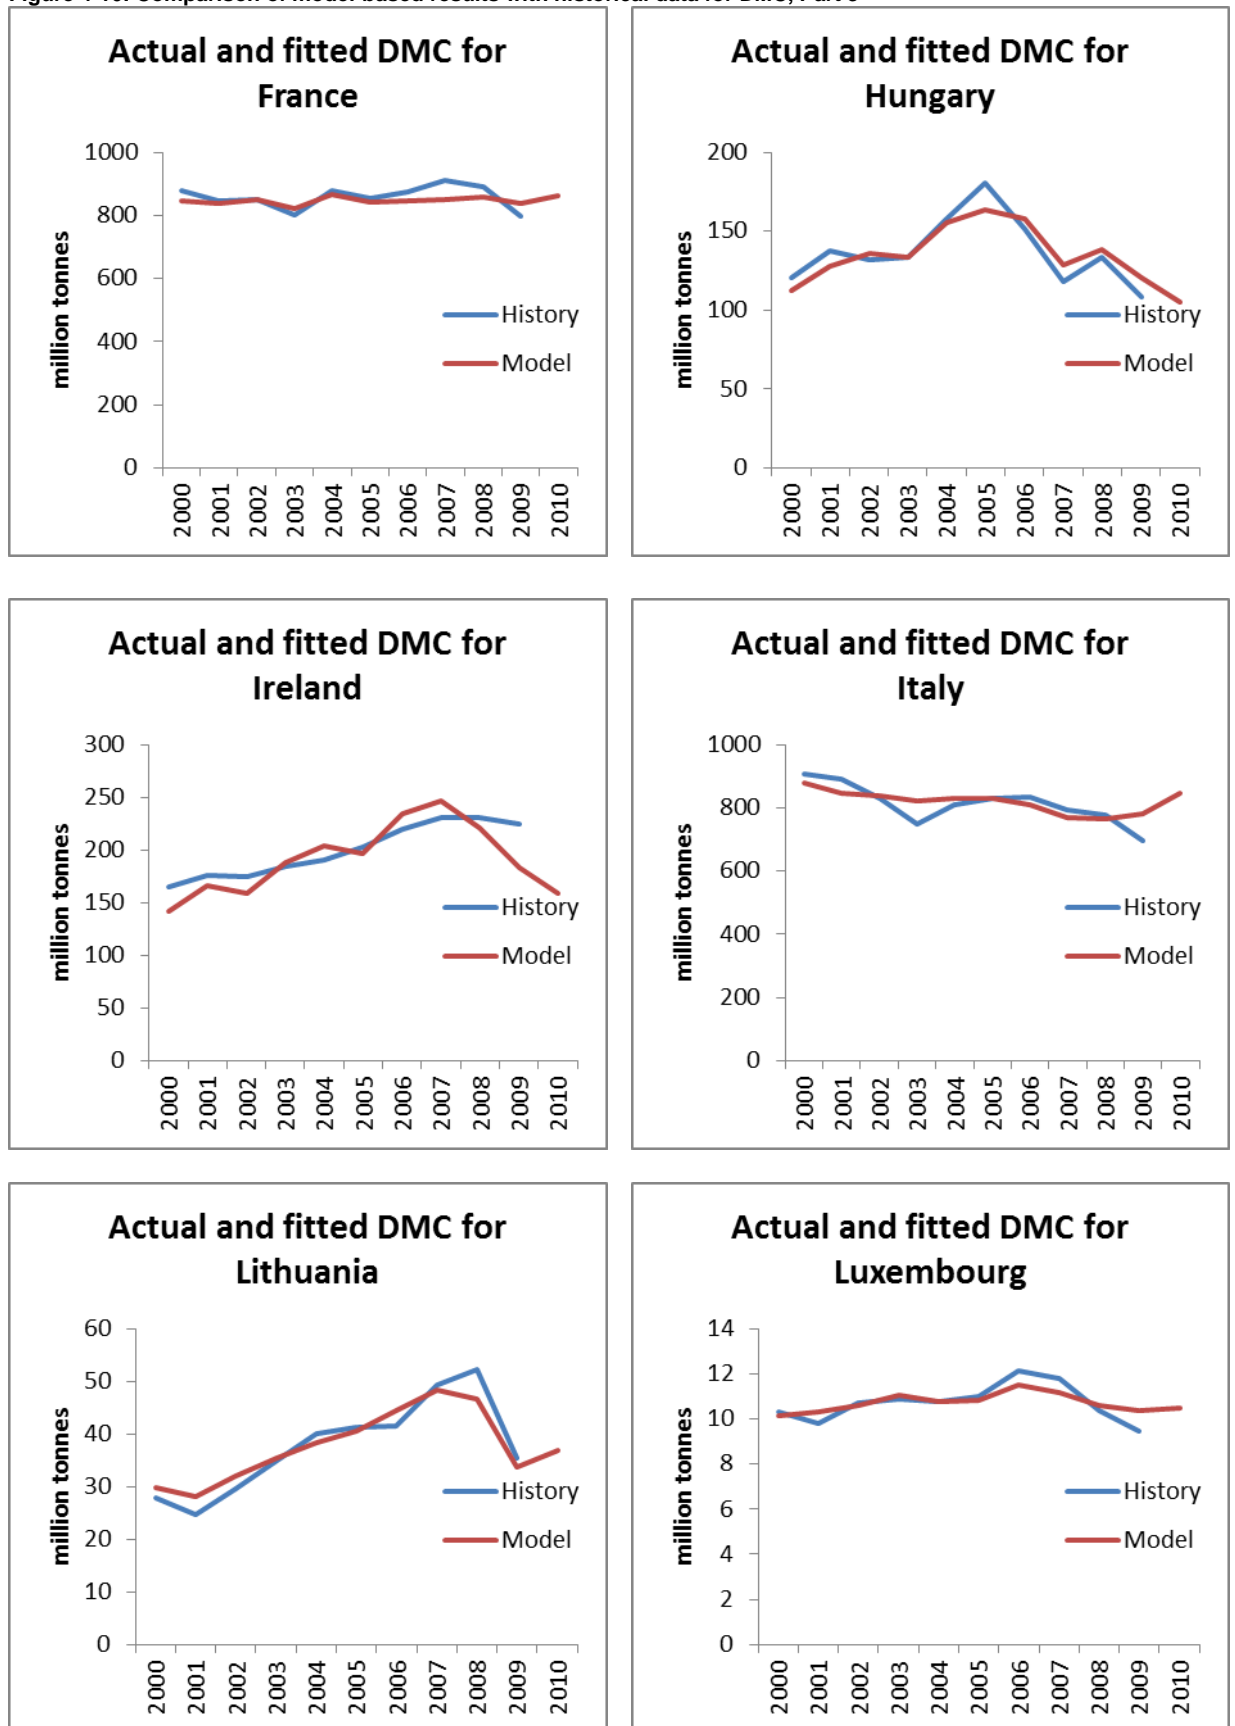 Actual and fitted DMC for
France
million tonnes
1000
800
600
400
200
0
History
Model
2000 2001 2002 2003 2004 2005 2006 2007 2008 2009 2010
Actual and fitted DMC for
Hungary
million tonnes
200
150
100
50
0
History
Model
2000 2001 2002 2003 2004 2005 2006 2007 2008 2009 2010
Actual and fitted DMC for
Ireland
million tonnes
300
250
200
150
100
50
0
History
Model
2000 2001 2002 2003 2004 2005 2006 2007 2008 2009 2010
Actual and fitted DMC for
Italy
million tonnes
1000
800
600
400
200
0
History
Model
2000 2001 2002 2003 2004 2005 2006 2007 2008 2009 2010
Actual and fitted DMC for
Lithuania
million tonnes
60
50
40
30
20
10
0
History
Model
2000 2001 2002 2003 2004 2005 2006 2007 2008 2009 2010
Actual and fitted DMC for
Luxembourg
million tonnes
14
12
10
8
6
4
2
0
History
Model
2000 2001 2002 2003 2004 2005 2006 2007 2008 2009 2010